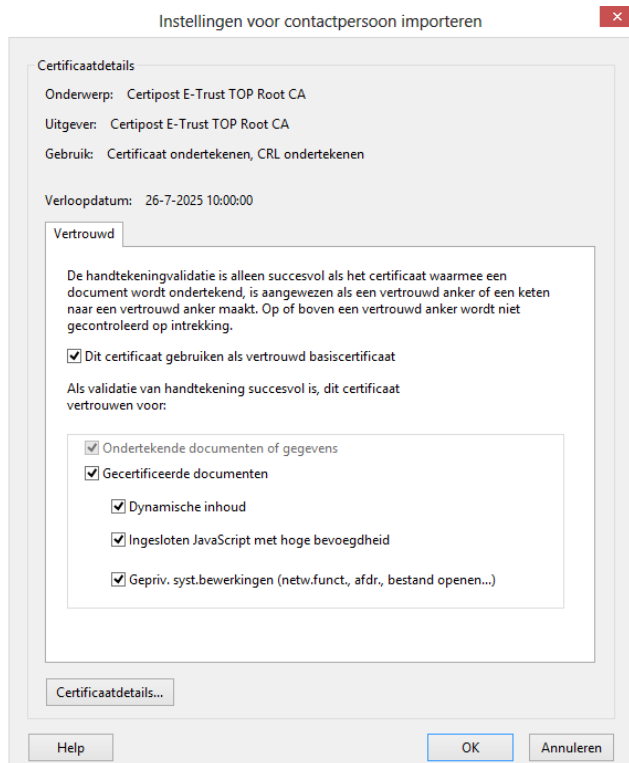 Instellingen voor contactpersoon importeren
Certificaatdetails
Onderwerp: Certipost E-Trust TOP Root CA
Uitgever: Certipost E-Trust TOP Root CA
Gebruik: Certificaat ondertekenen, CRL ondertekenen
Verloopdatum: 26-7-2025 10:00:00
Vertrouwd
De handtekeningvalidatie is alleen succesvol als het certificaat waarmee een
document wordt ondertekend, is aangewezen als een vertrouwd anker of een keten
naar een vertrouwd anker maakt. Op of boven een vertrouwd anker wordt niet
gecontroleerd op intrekking.
Dit certificaat gebruiken als vertrouwd basiscertificaat
Als validatie van handtekening succesvol is, dit certificaat
vertrouwen voor:
Ondertekende documenten of gegevens
Gecertificeerde documenten
Dynamische inhoud
Ingesloten JavaScript met hoge bevoegdheid
Gepriv. syst.bewerkingen (netw.funct., afdr., bestand openen...)
Certificaatdetails...
Help
OK
Annuleren